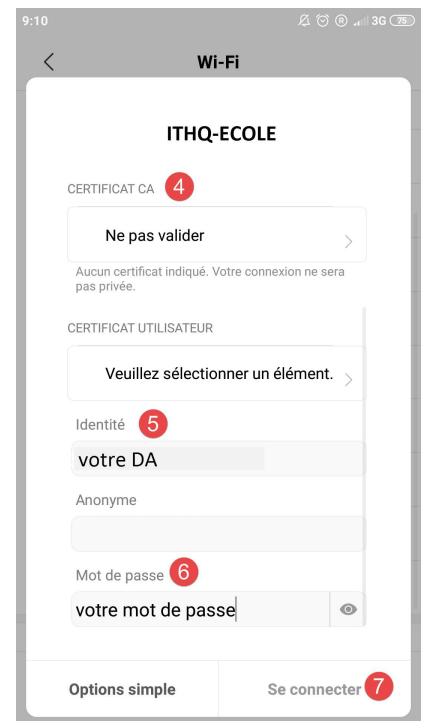 9:10 R 3G 75
Wi-Fi
ITHQ-ECOLE
CERTIFICAT CA 4
Ne pas valider
Aucun certificat indiqué. Votre connexion ne sera
pas privée.
CERTIFICAT UTILISATEUR
Veuillez sélectionner un élément.
Identité 5
votre DA
Anonyme
Mot de passe 6
votre mot de passe
Options simple Se connecter 7